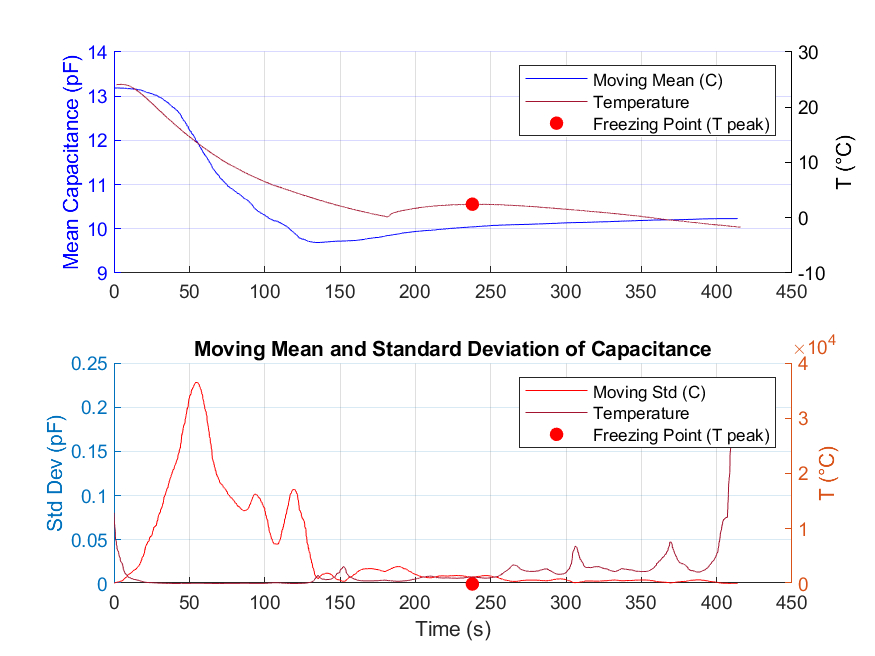 14
13
12
11
10
9
Mean Capacitance (pF)
30
20
10
0
-10
T (°C)
Moving Mean (C)
Temperature
Freezing Point (T peak)
0 50 100 150 200 250 300 350 400 450
Moving Mean and Standard Deviation of Capacitance
0.25
0.2
0.15
0.1
0.05
0
Std Dev (pF)
×10⁴
4
3
2
1
0
T (°C)
Moving Std (C)
Temperature
Freezing Point (T peak)
0 50 100 150 200 250 300 350 400 450
Time (s)